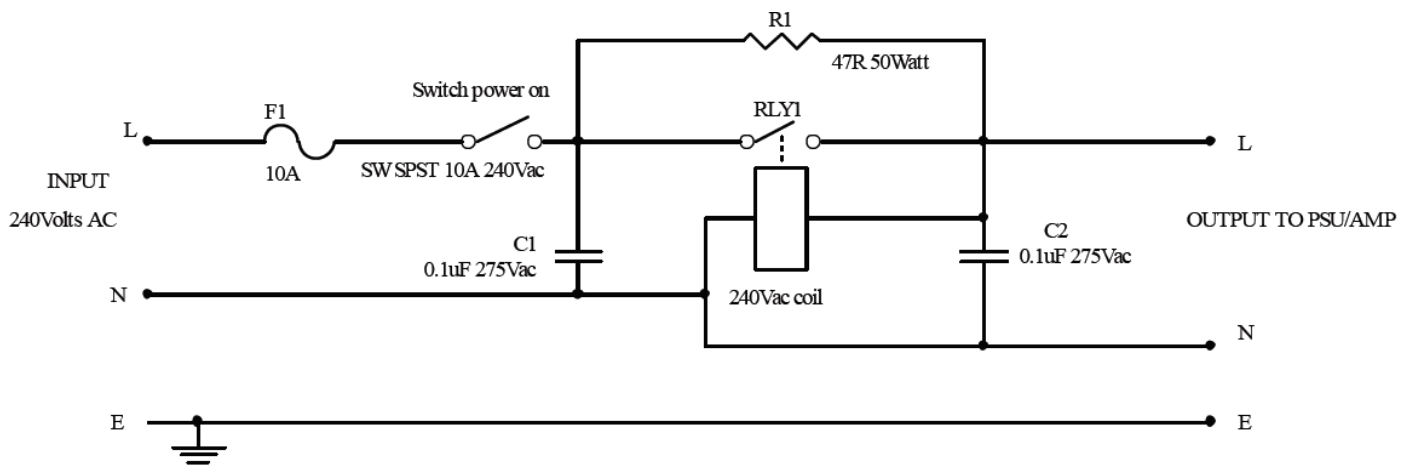 R1
47R 50Watt
Switch power on
F1
RLY1
L
L
10A
SW SPST 10A 240Vac
INPUT
240Volts AC
OUTPUT TO PSU/AMP
C1
0.1uF 275Vac
C2
0.1uF 275Vac
N
240Vac coil
N
E
E